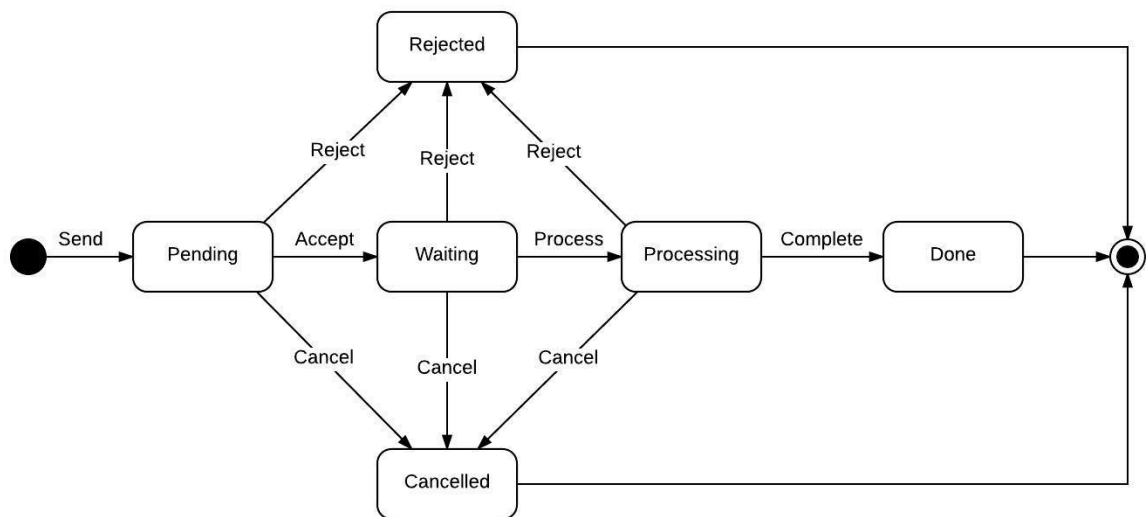 Rejected
Reject
Reject
Reject
Send
Pending
Accept
Waiting
Process
Processing
Complete
Done
Cancel
Cancel
Cancel
Cancelled